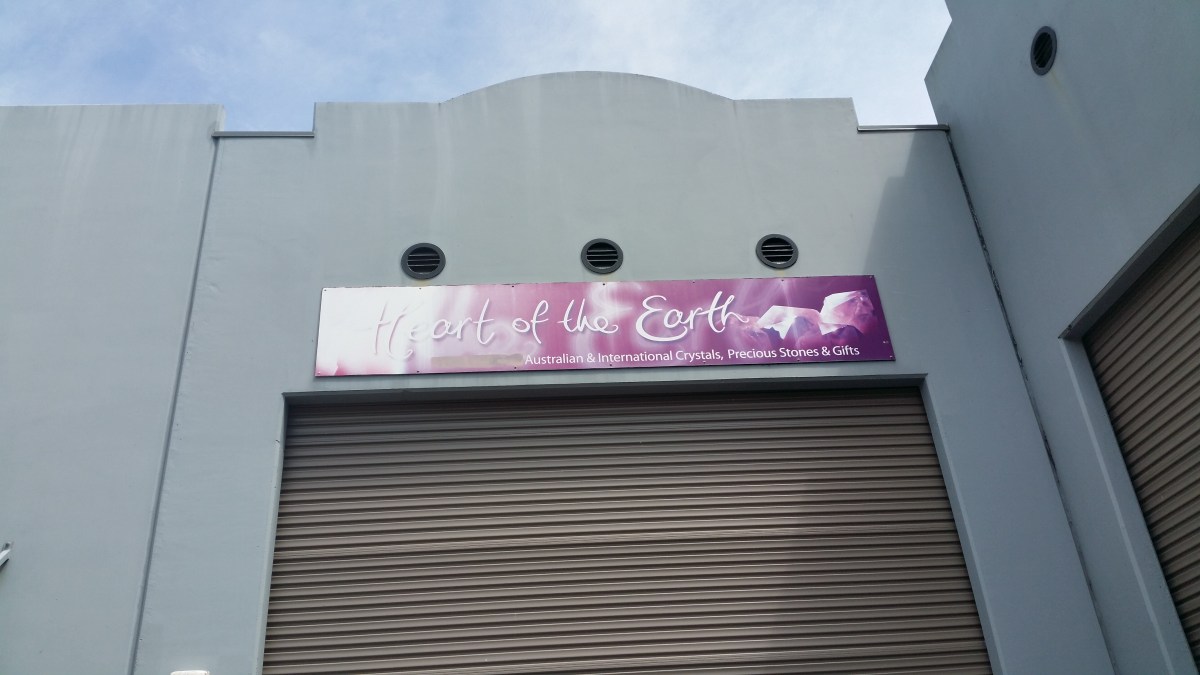 Heart of the Earth
Australian & International Crystals, Precious Stones & Gifts